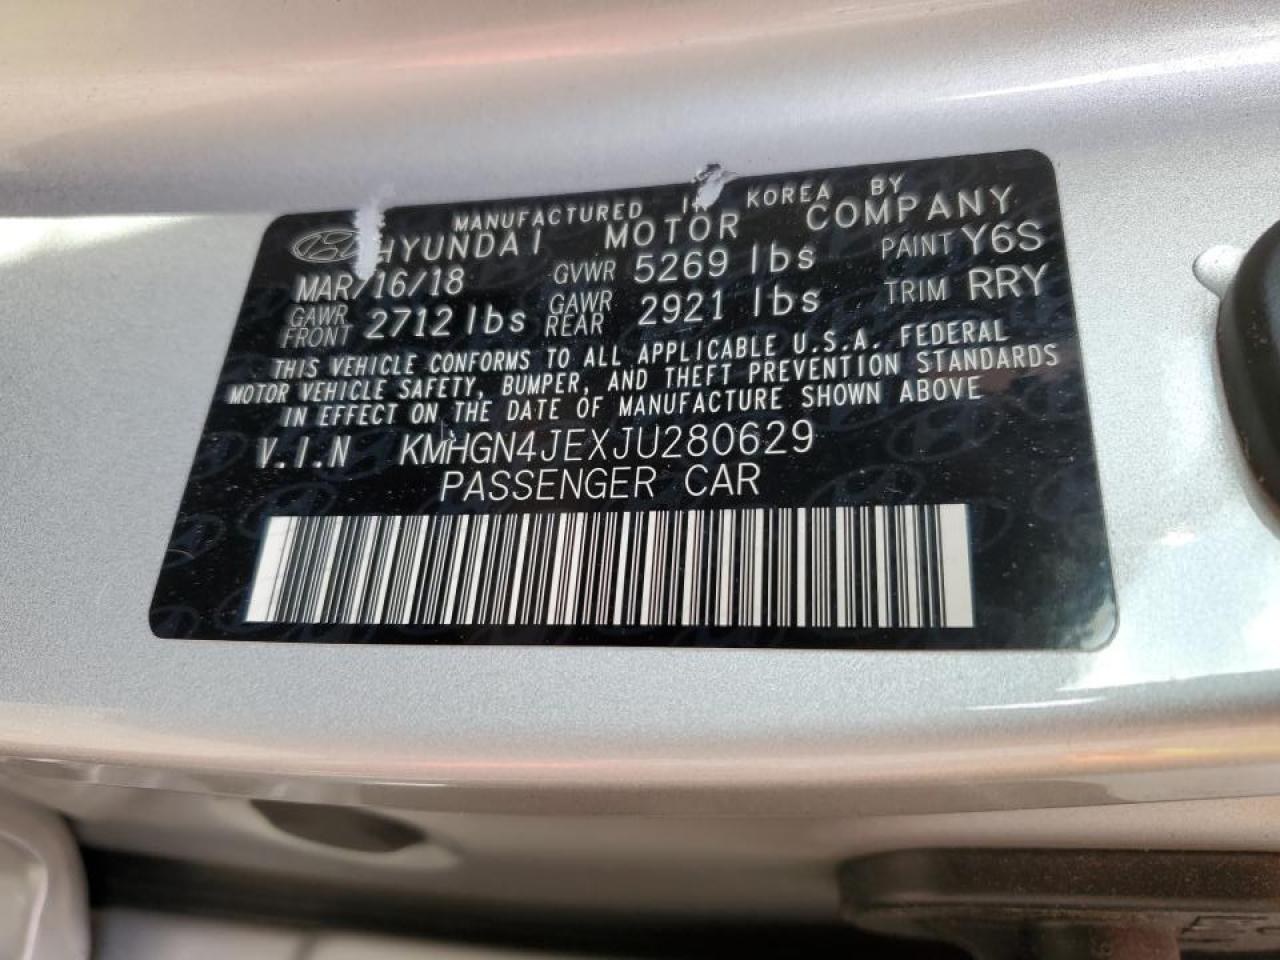 MANUFACTURED IN KOREA BY
HYUNDAI MOTOR COMPANY
MAR/16/18 GVWR 5269 lbs PAINT Y6S
GAWR FRONT 2712 lbs GAWR REAR 2921 lbs TRIM RRY
THIS VEHICLE CONFORMS TO ALL APPLICABLE U.S.A. FEDERAL
MOTOR VEHICLE SAFETY, BUMPER, AND THEFT PREVENTION STANDARDS
IN EFFECT ON THE DATE OF MANUFACTURE SHOWN ABOVE
V.I.N KMHGN4JEXJU280629
PASSENGER CAR